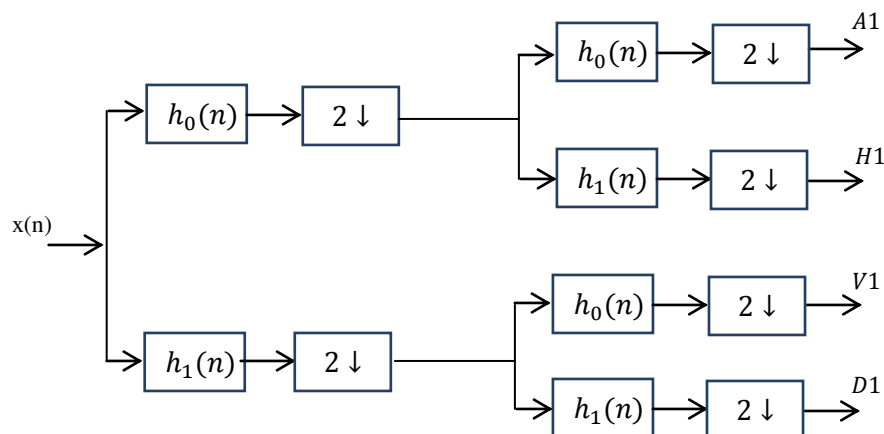 h₀(n) 2 ↓ A1
h₀(n) 2 ↓
h₁(n) 2 ↓ H1
x(n)
h₀(n) 2 ↓ V1
h₁(n) 2 ↓
h₁(n) 2 ↓ D1